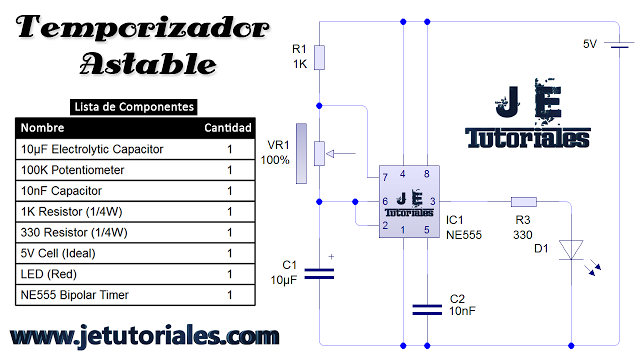 Temporizador
Astable
Lista de Componentes
Nombre Cantidad
10µF Electrolytic Capacitor 1
100K Potentiometer 1
10nF Capacitor 1
1K Resistor (1/4W) 1
330 Resistor (1/4W) 1
5V Cell (Ideal) 1
LED (Red) 1
NE555 Bipolar Timer 1
www.jetutoriales.com
R1
1K
5V
J E
Tutoriales
VR1
100%
7
4
8
6
3
2
1
5
J E
Tutoriales
IC1
NE555
R3
330
D1
C1
10µF
+
C2
10nF